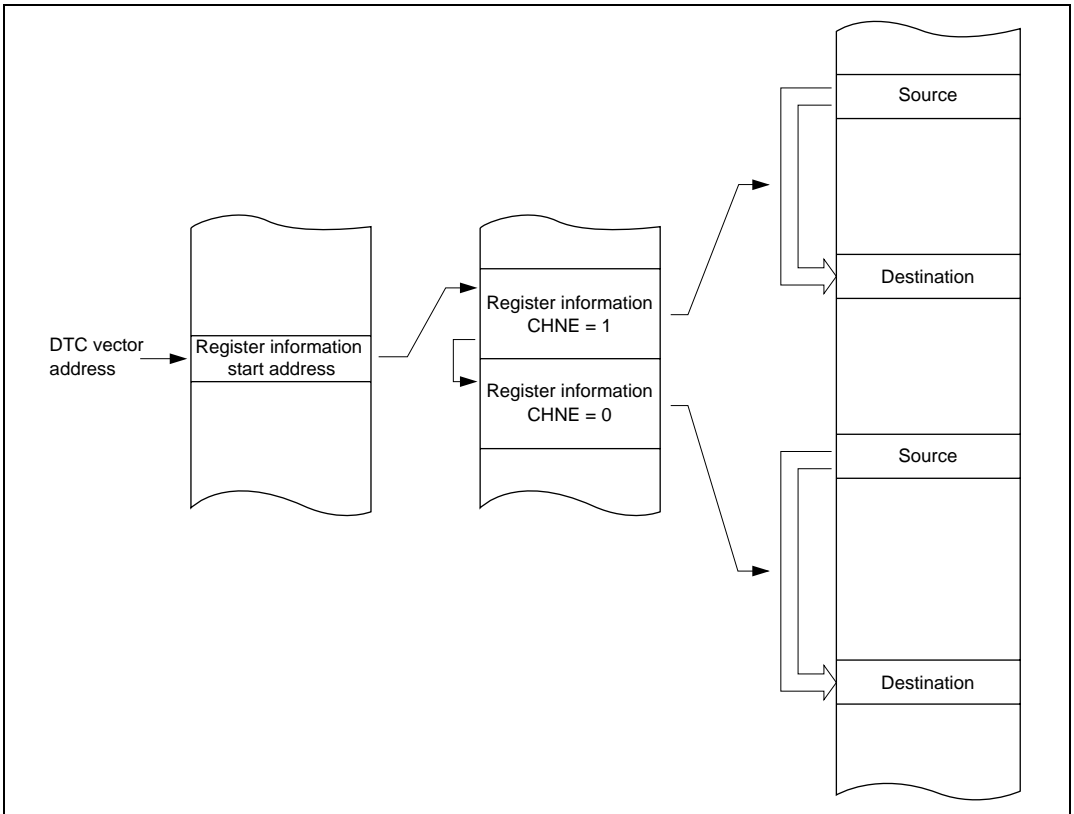 DTC vector
address
Register information
start address
Register information
CHNE = 1
Register information
CHNE = 0
Source
Destination
Source
Destination